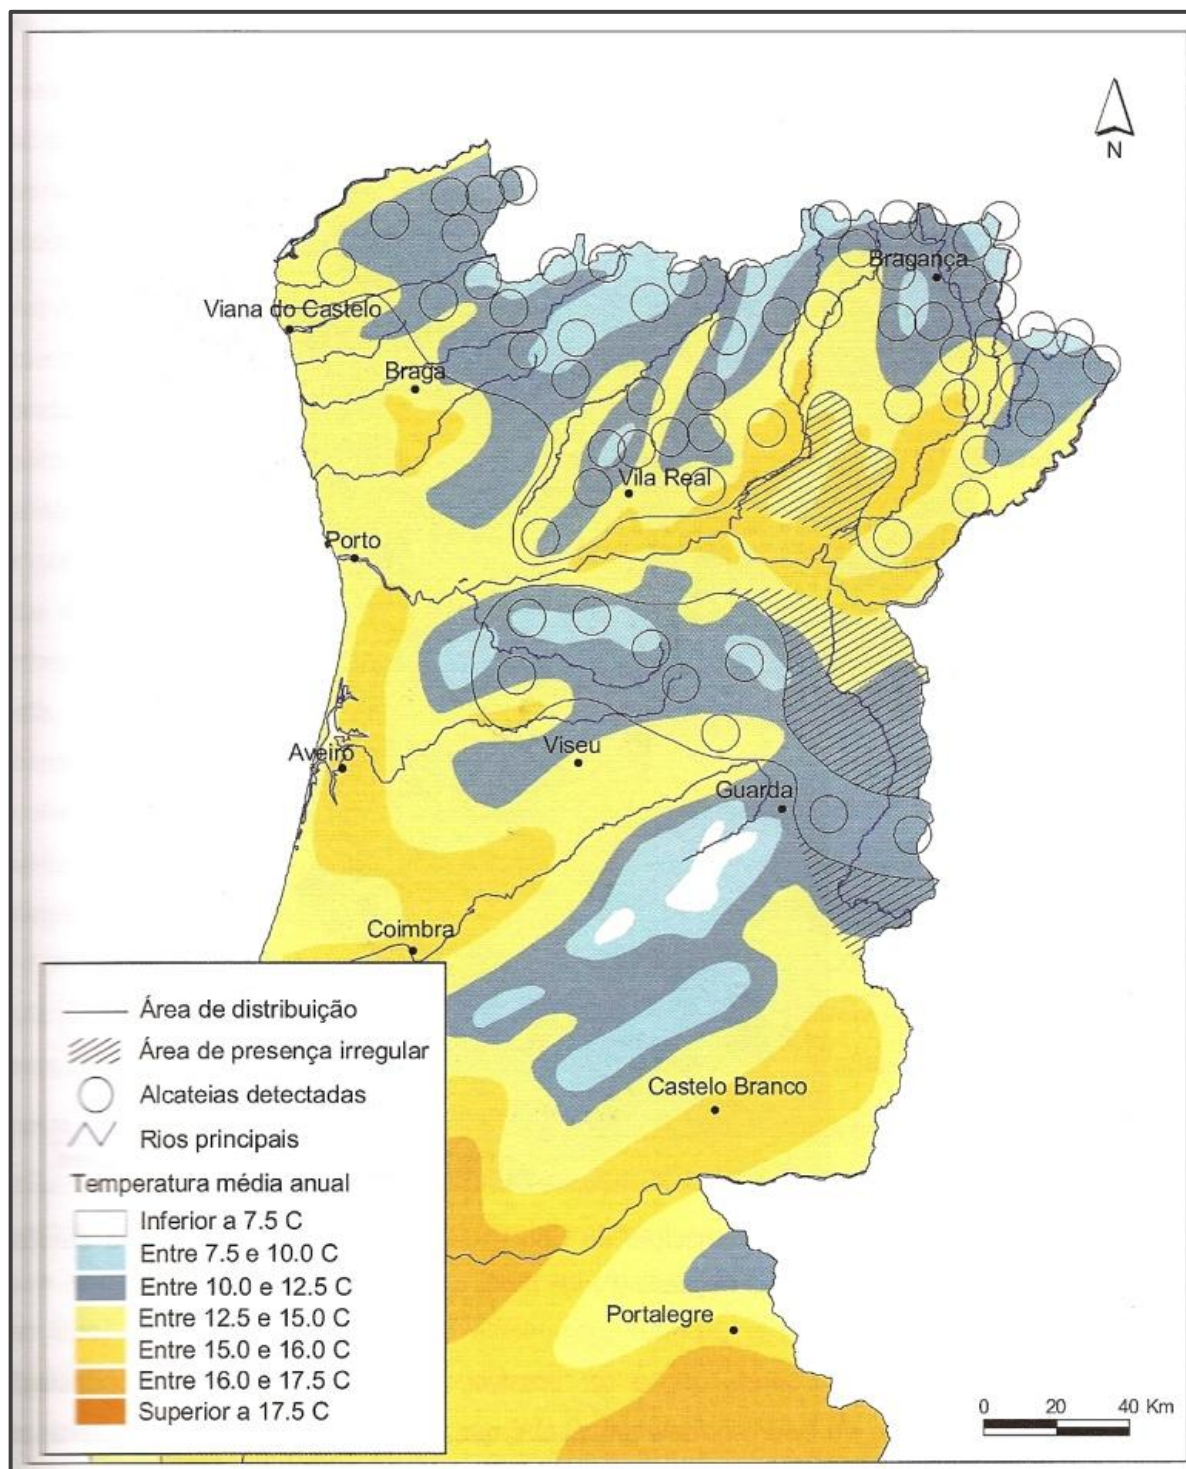 N
Bragança
Viana do Castelo
Braga
Vila Real
Porto
Aveiro
Viseu
Guarda
Coimbra
Área de distribuição
Área de presença irregular
Alcateias detectadas
Rios principais
Temperatura média anual
Inferior a 7.5 C
Entre 7.5 e 10.0 C
Entre 10.0 e 12.5 C
Entre 12.5 e 15.0 C
Entre 15.0 e 16.0 C
Entre 16.0 e 17.5 C
Superior a 17.5 C
Castelo Branco
Portalegre
0 20 40 Km